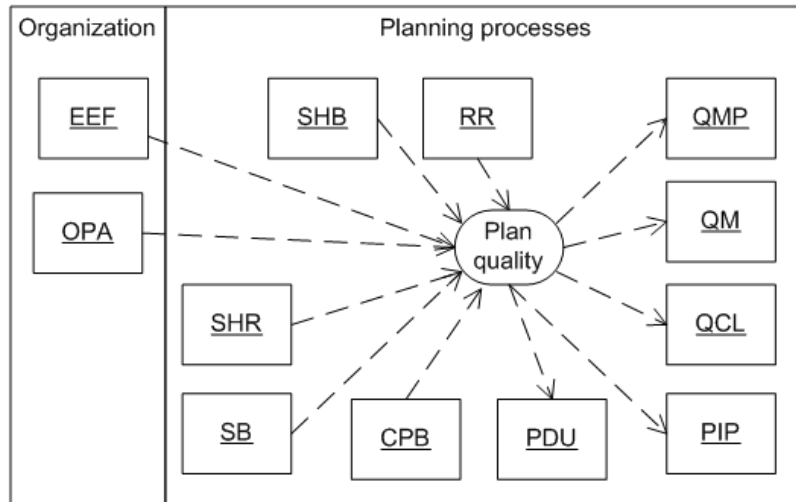 Organization
Planning processes
EEF
SHB
RR
QMP
OPA
Plan
quality
QM
SHR
QCL
SB
CPB
PDU
PIP